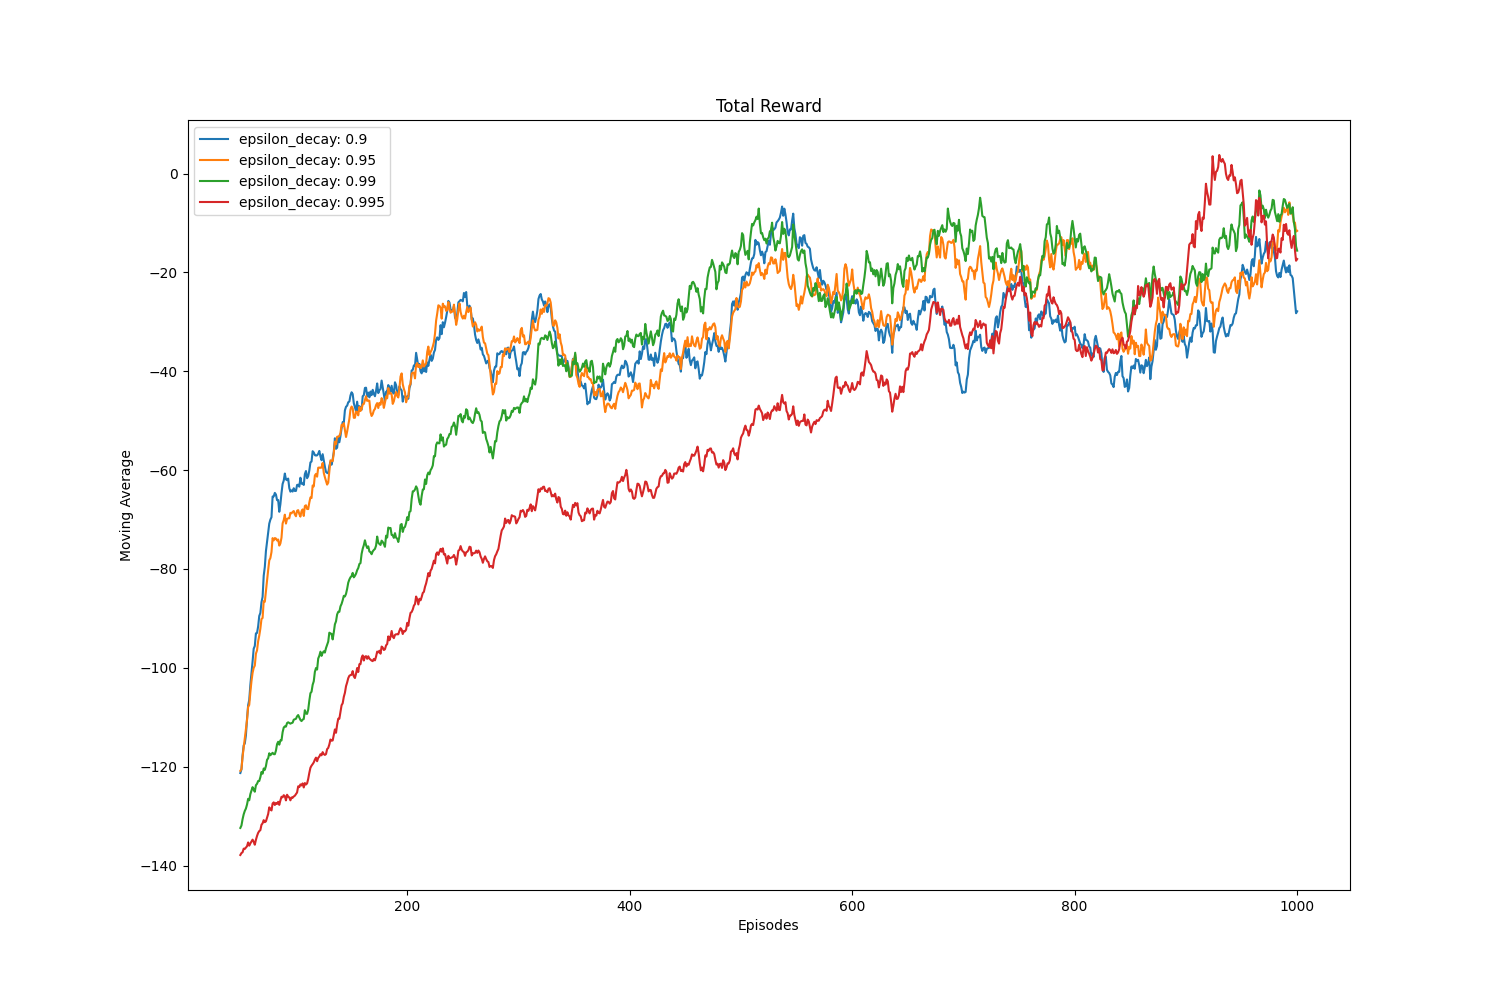 Total Reward
epsilon_decay: 0.9
epsilon_decay: 0.95
epsilon_decay: 0.99
epsilon_decay: 0.995
0
−20
−40
−60
−80
−100
−120
−140
Moving Average
200 400 600 800 1000
Episodes